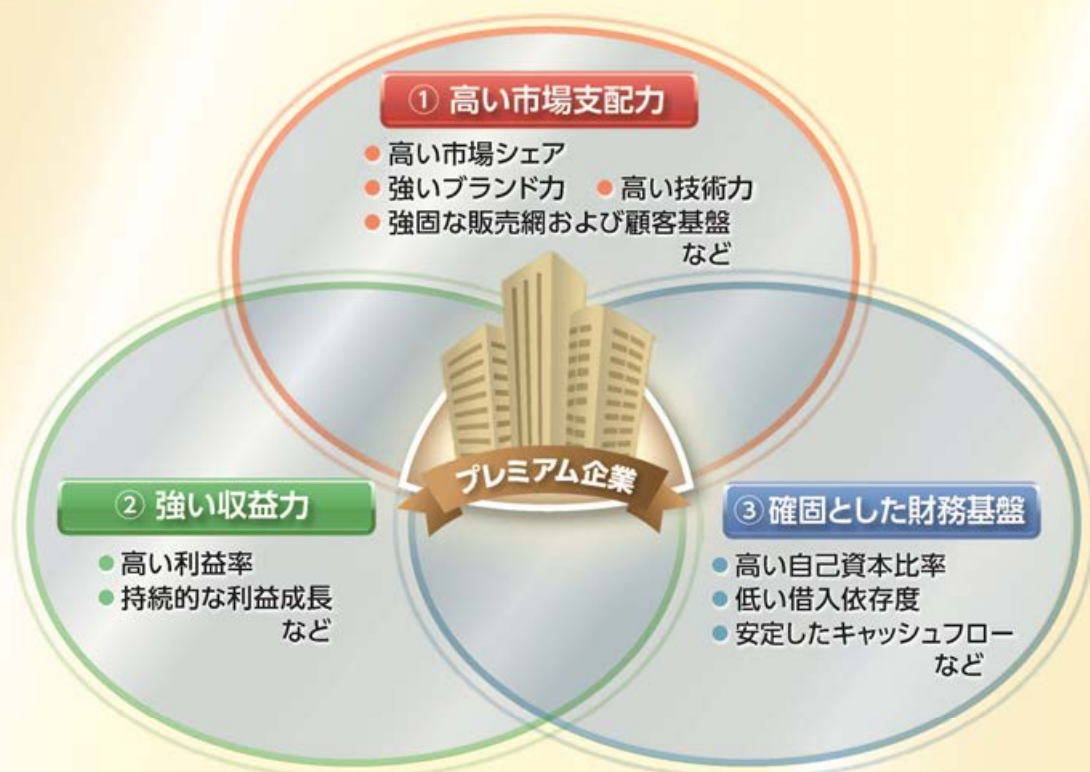 ① 高い市場支配力
● 高い市場シェア
● 強いブランド力 ● 高い技術力
● 強固な販売網および顧客基盤
など
プレミアム企業
② 強い収益力
● 高い利益率
● 持続的な利益成長
など
③ 確固とした財務基盤
● 高い自己資本比率
● 低い借入依存度
● 安定したキャッシュフロー
など